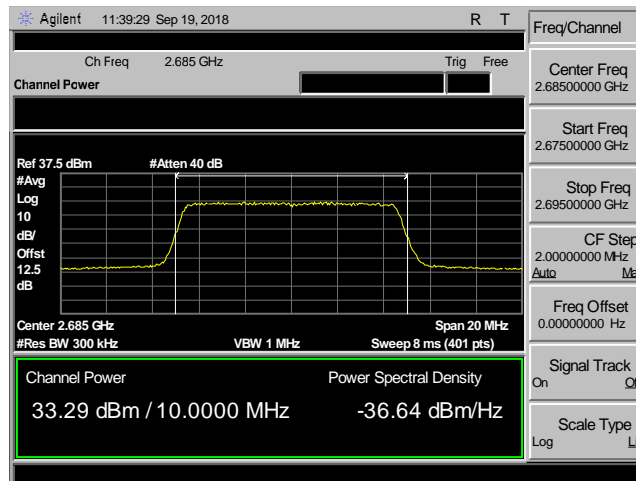 Agilent 11:39:29 Sep 19, 2018 R T
Freq/Channel
Ch Freq 2.685 GHz Trig Free
Channel Power
Center Freq
2.68500000 GHz
Start Freq
2.67500000 GHz
Stop Freq
2.69500000 GHz
CF Step
2.00000000 MHz
Auto Ma
Freq Offset
0.00000000 Hz
Signal Track
On Of
Scale Type
Log Li
Ref 37.5 dBm #Atten 40 dB
#Avg
Log
10
dB/
Offst
12.5
dB
Center 2.685 GHz Span 20 MHz
#Res BW 300 kHz VBW 1 MHz Sweep 8 ms (401 pts)
Channel Power Power Spectral Density
33.29 dBm / 10.0000 MHz -36.64 dBm/Hz